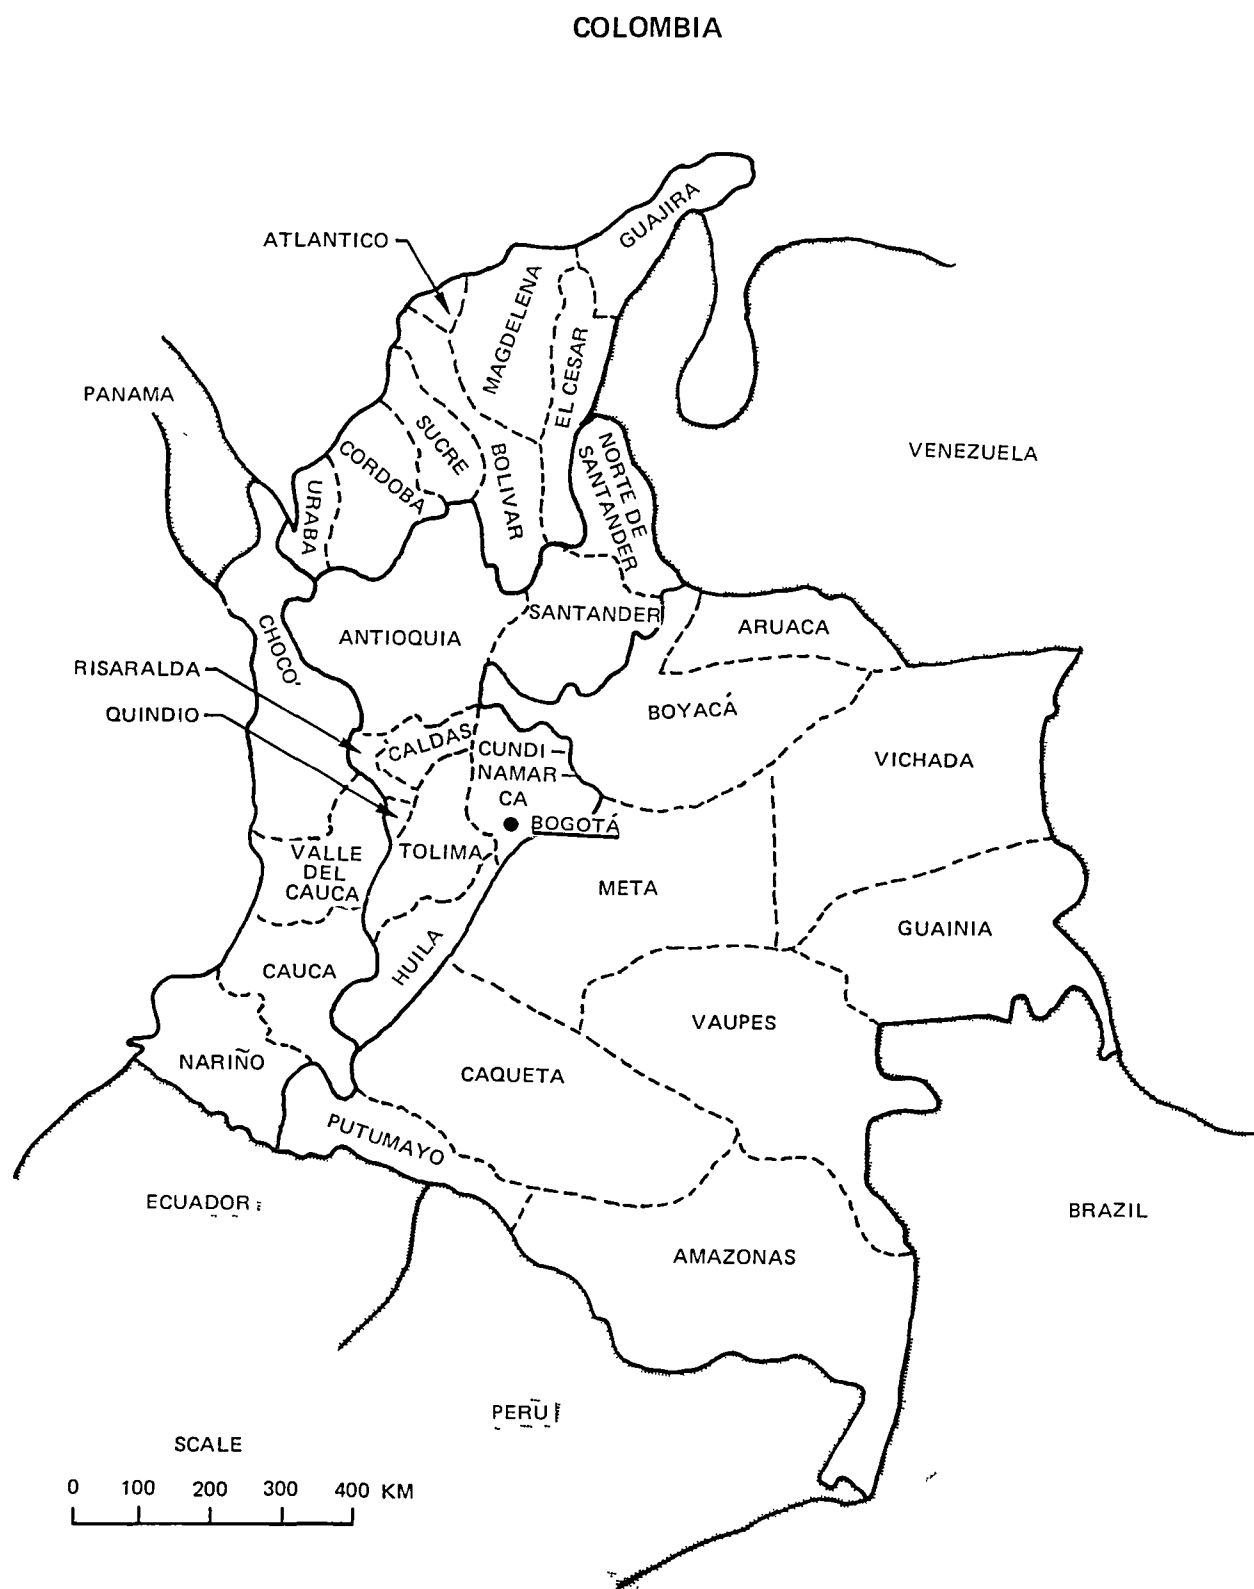 COLOMBIA
GUAJIRA
ATLANTICO
MAGDELENA
EL CESAR
PANAMA
SUCRE
CORDOBA
BOLIVAR
NORTE DE
SANTANDER
VENEZUELA
URABA
SANTANDER
ARUACA
ANTIOQUIA
CHOCO'
RISARALDA
QUINDIO
BOYACÁ
CALDAS
CUNDI-
NAMAR-
CA
VICHADA
BOGOTÁ
TOLIMA
VALLE
DEL
CAUCA
META
GUAINIA
HUILA
CAUCA
VAUPES
NARIÑO
CAQUETA
PUTUMAYO
ECUADOR
BRAZIL
AMAZONAS
PERU
SCALE
0 100 200 300 400 KM